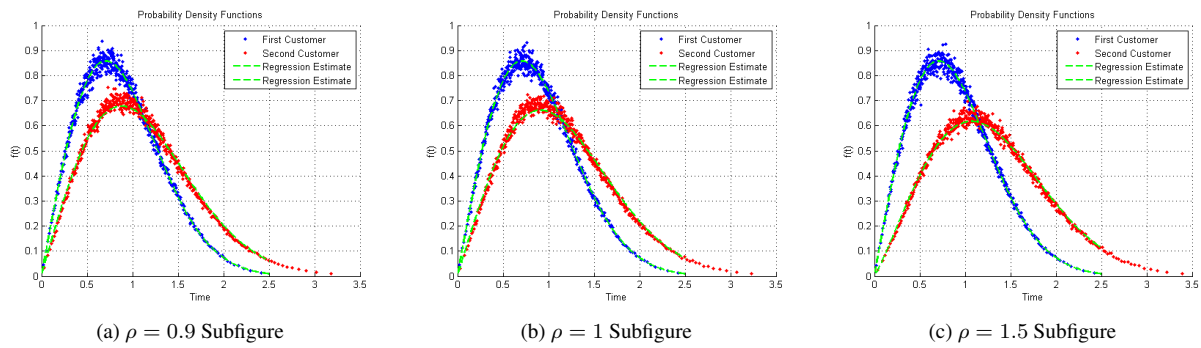 Probability Density Functions
1
0.9
0.8
0.7
0.6
0.5
0.4
0.3
0.2
0.1
0
f(t)
First Customer
Second Customer
Regression Estimate
Regression Estimate
0 0.5 1 1.5 2 2.5 3 3.5
Time
(a) ρ = 0.9 Subfigure
Probability Density Functions
1
0.9
0.8
0.7
0.6
0.5
0.4
0.3
0.2
0.1
0
f(t)
First Customer
Second Customer
Regression Estimate
Regression Estimate
0 0.5 1 1.5 2 2.5 3 3.5
Time
(b) ρ = 1 Subfigure
Probability Density Functions
1
0.9
0.8
0.7
0.6
0.5
0.4
0.3
0.2
0.1
0
f(t)
First Customer
Second Customer
Regression Estimate
Regression Estimate
0 0.5 1 1.5 2 2.5 3 3.5
Time
(c) ρ = 1.5 Subfigure